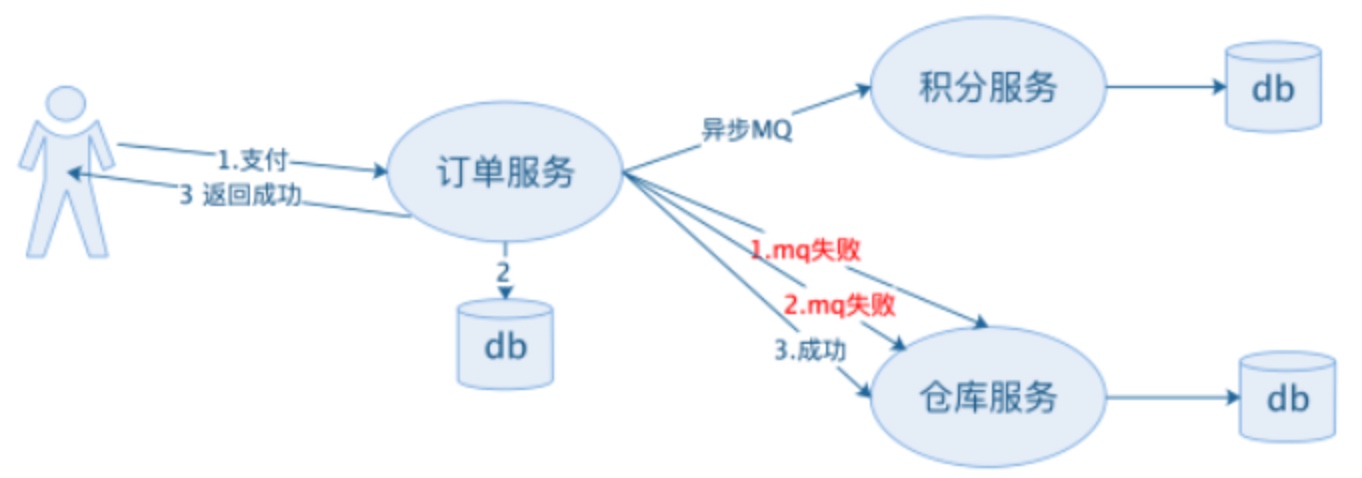 积分服务
db
异步MQ
1.支付
订单服务
3 返回成功
1.mq失败
2
2.mq失败
db
3.成功
仓库服务
db